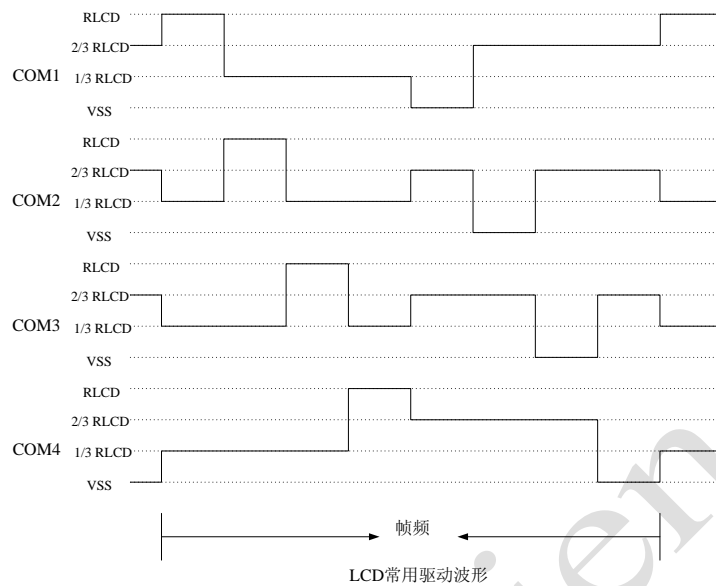 RLCD
2/3 RLCD
COM1
1/3 RLCD
VSS
RLCD
2/3 RLCD
COM2
1/3 RLCD
VSS
RLCD
2/3 RLCD
COM3
1/3 RLCD
VSS
RLCD
2/3 RLCD
COM4
1/3 RLCD
VSS
帧频
LCD常用驱动波形